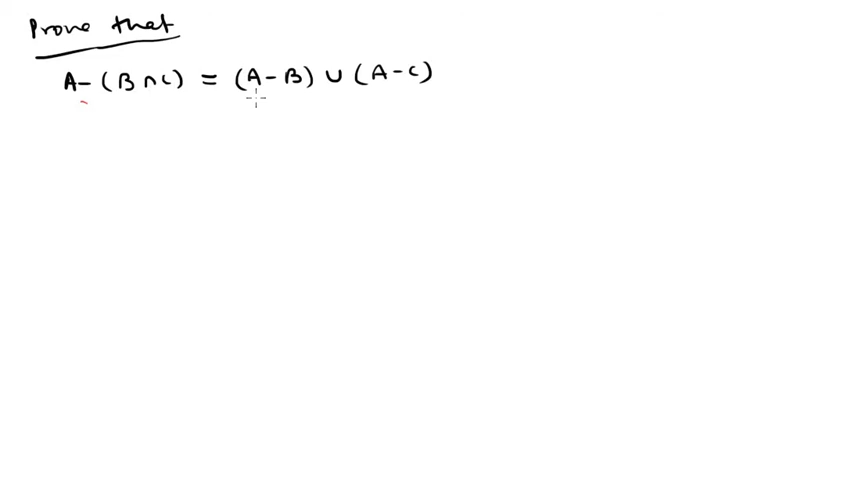 Prove that
A - (B ∩ C) = (A - B) ∪ (A - C)